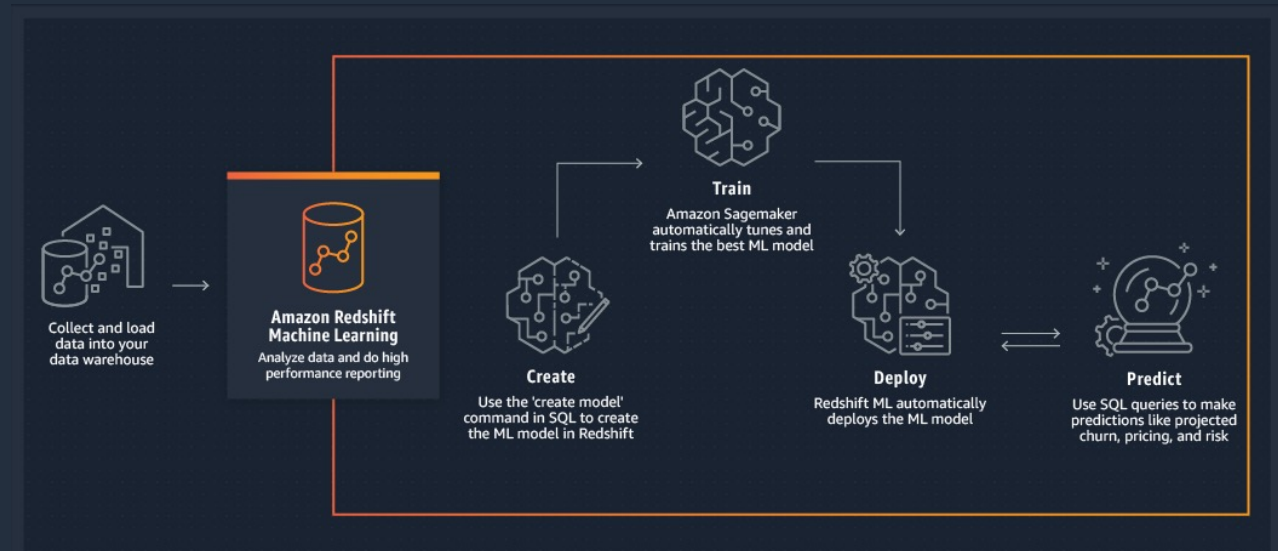 Collect and load
data into your
data warehouse
Amazon Redshift
Machine Learning
Analyze data and do high
performance reporting
Create
Use the 'create model'
command in SQL to create
the ML model in Redshift
Train
Amazon Sagemaker
automatically tunes and
trains the best ML model
Deploy
Redshift ML automatically
deploys the ML model
Predict
Use SQL queries to make
predictions like projected
churn, pricing, and risk